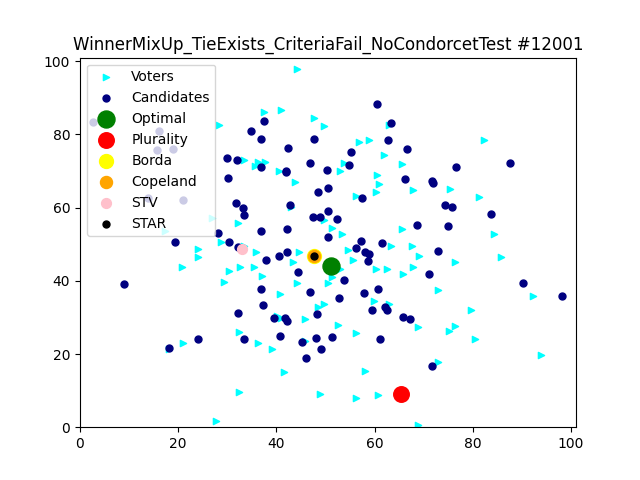 WinnerMixUp_TieExists_CriteriaFail_NoCondorcetTest #12001
100
80
60
40
20
0
Voters
Candidates
Optimal
Plurality
Borda
Copeland
STV
STAR
0 20 40 60 80 100